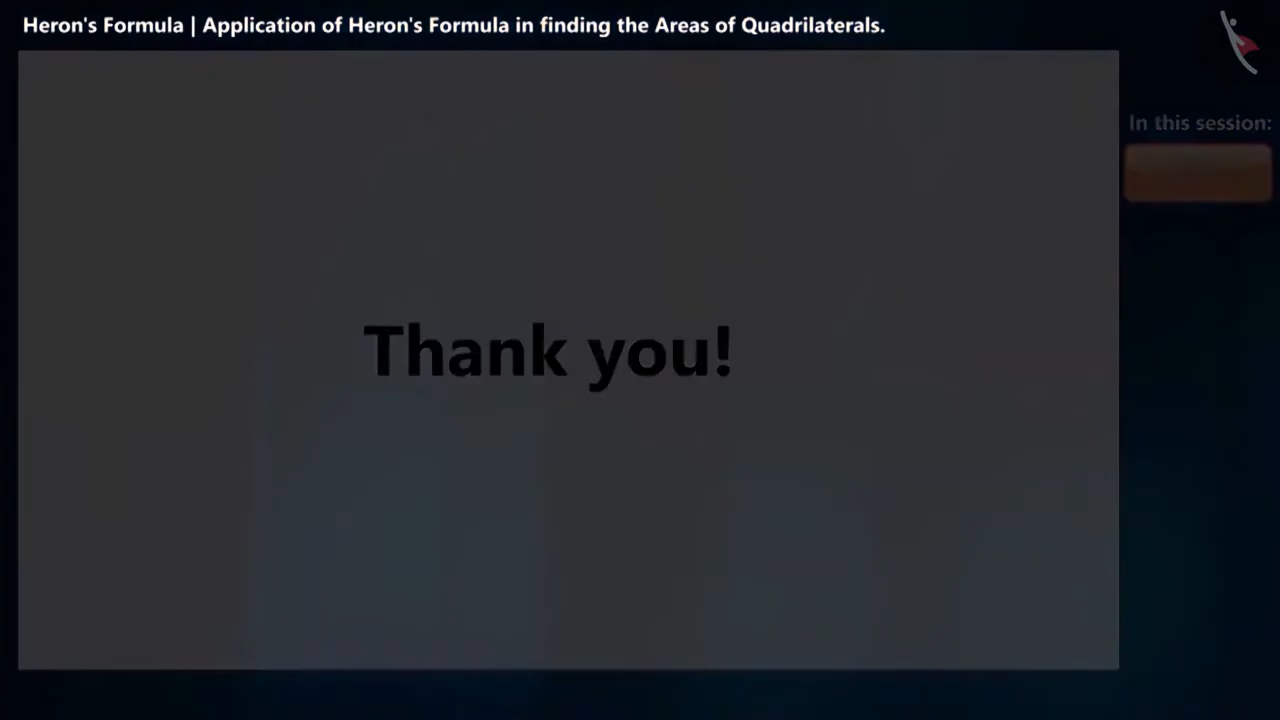 Heron's Formula | Application of Heron's Formula in finding the Areas of Quadrilaterals.
In this session:
Thank you!